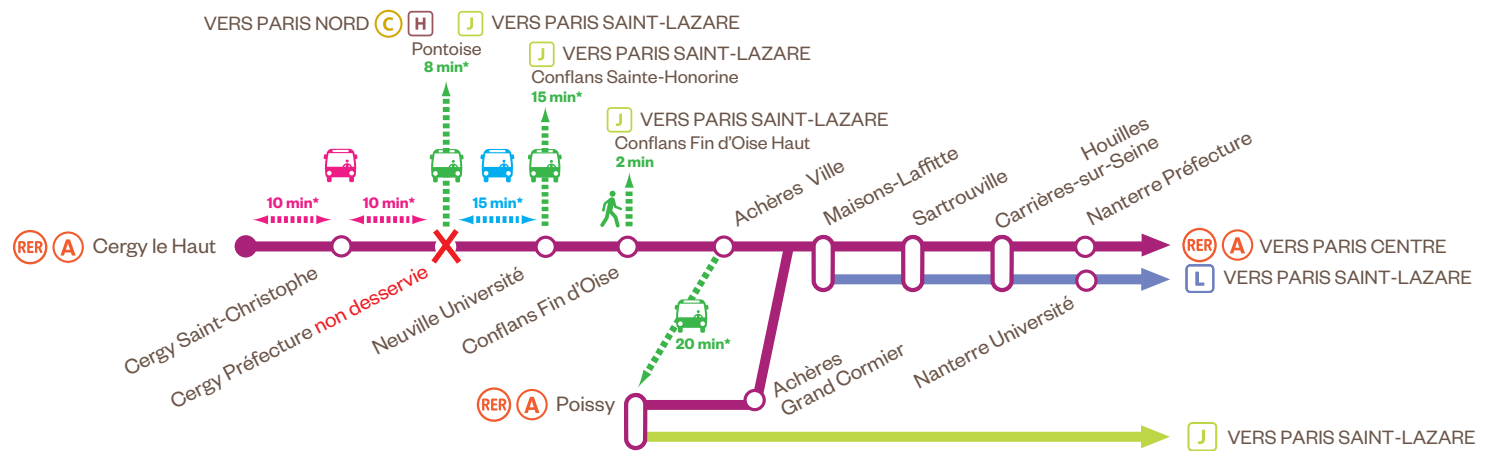 VERS PARIS NORD C H J VERS PARIS SAINT-LAZARE
Pontoise
8 min*
J VERS PARIS SAINT-LAZARE
Conflans Sainte-Honorine
15 min*
J VERS PARIS SAINT-LAZARE
Conflans Fin d'Oise Haut
2 min
10 min*
10 min*
15 min*
RER A Cergy le Haut
Cergy Saint-Christophe
Cergy Préfecture non desservie
Neuville Université
Conflans Fin d'Oise
Achères Ville
Maisons-Laffitte
Sartrouville
Houilles
Carrières-sur-Seine
Nanterre Préfecture
RER A VERS PARIS CENTRE
L VERS PARIS SAINT-LAZARE
Nanterre Université
20 min*
RER A Poissy
Achères
Grand Cormier
J VERS PARIS SAINT-LAZARE